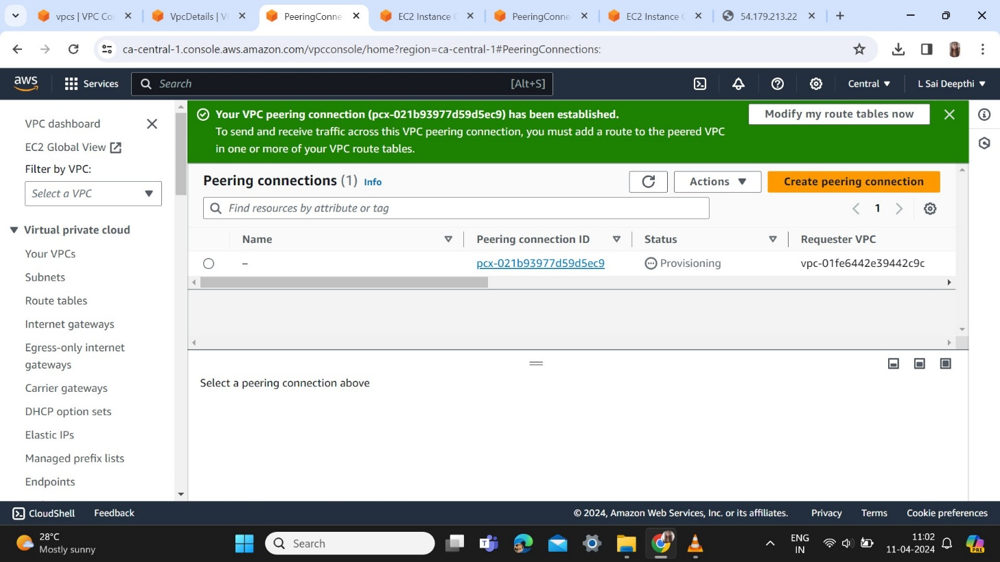 vpcs | VPC Co
VpcDetails | V
PeeringConne
EC2 Instance C
PeeringConne
EC2 Instance C
54.179.213.22
ca-central-1.console.aws.amazon.com/vpcconsole/home?region=ca-central-1#PeeringConnections:
aws
Services
Search
[Alt+S]
Central
L Sai Deepthi
VPC dashboard
EC2 Global View
Filter by VPC:
Select a VPC
Virtual private cloud
Your VPCs
Subnets
Route tables
Internet gateways
Egress-only internet
gateways
Carrier gateways
DHCP option sets
Elastic IPs
Managed prefix lists
Endpoints
Your VPC peering connection (pcx-021b93977d59d5ec9) has been established.
To send and receive traffic across this VPC peering connection, you must add a route to the peered VPC
in one or more of your VPC route tables.
Modify my route tables now
Peering connections (1) Info
Actions
Create peering connection
Find resources by attribute or tag
1
Name
Peering connection ID
Status
Requester VPC
–
pcx-021b93977d59d5ec9
Provisioning
vpc-01fe6442e39442c9c
Select a peering connection above
CloudShell
Feedback
© 2024, Amazon Web Services, Inc. or its affiliates.
Privacy
Terms
Cookie preferences
28°C
Mostly sunny
Search
ENG
IN
11:02
11-04-2024
PRE